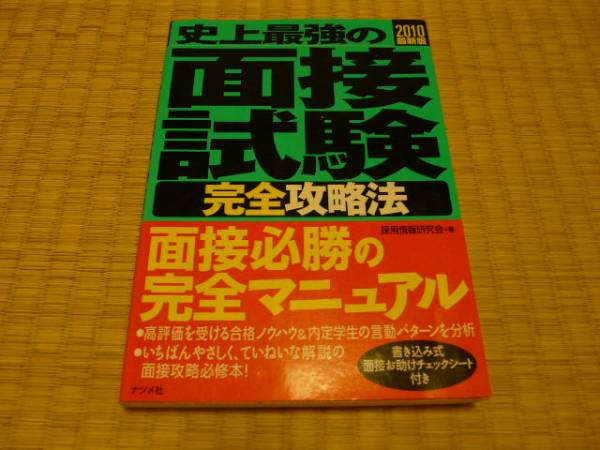 史上最強の
2010
最新版
面接
試験
完全攻略法
採用情報研究会・著
面接必勝の
完全マニュアル
●高評価を受ける合格ノウハウ&内定学生の言動パターンを分析
●いちばんやさしく、ていねいな解説の
面接攻略必修本!
書き込み式
面接お助けチェックシート
付き
ナツメ社